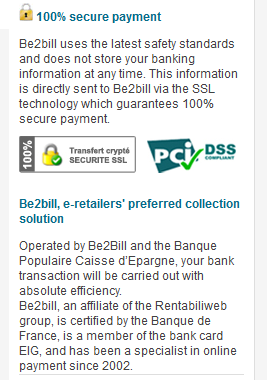 100% secure payment
Be2bill uses the latest safety standards
and does not store your banking
information at any time. This information
is directly sent to Be2bill via the SSL
technology which guarantees 100%
secure payment.
100%
Transfert crypté
SECURITE SSL
PCI DSS
COMPLIANT
Be2bill, e-retailers' preferred collection
solution
Operated by Be2Bill and the Banque
Populaire Caisse d'Epargne, your bank
transaction will be carried out with
absolute efficiency.
Be2bill, an affiliate of the Rentabiliweb
group, is certified by the Banque de
France, is a member of the bank card
EIG, and has been a specialist in online
payment since 2002.